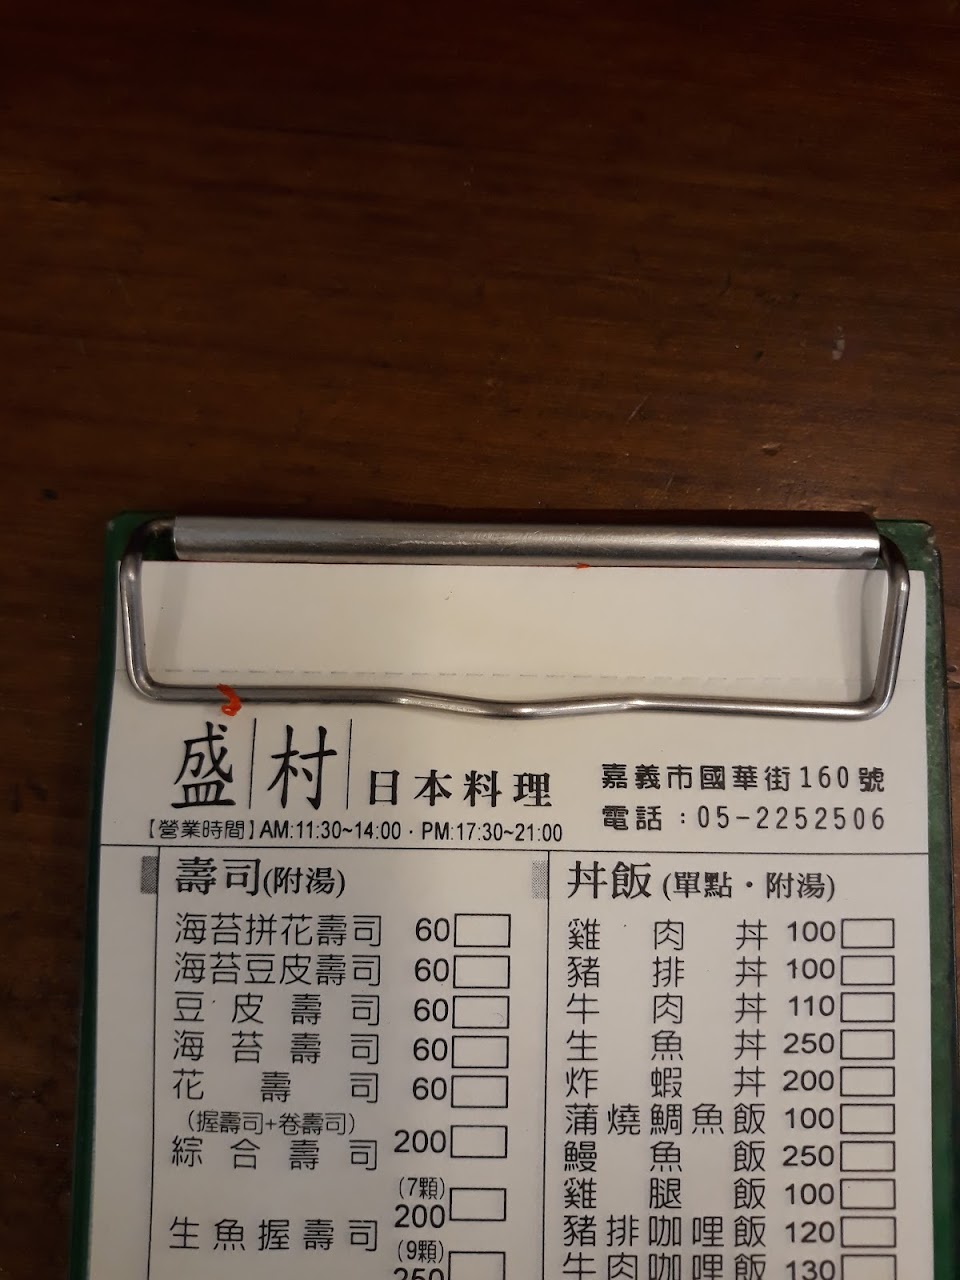 盛村 日本料理
【營業時間】AM:11:30~14:00 · PM:17:30~21:00
嘉義市國華街160號
電話：05-2252506
壽司(附湯)
海苔拼花壽司 60
海苔豆皮壽司 60
豆皮壽司 60
海苔壽司 60
花壽司 60
(握壽司+卷壽司)
綜合壽司 200
生魚握壽司
(7顆)
200
(9顆)
250
丼飯 (單點·附湯)
雞肉丼 100
豬排丼 100
牛肉丼 110
生魚丼 250
炸蝦丼 200
蒲燒鯛魚飯 100
鰻魚飯 250
雞腿飯 100
豬排咖哩飯 120
牛肉咖哩飯 130